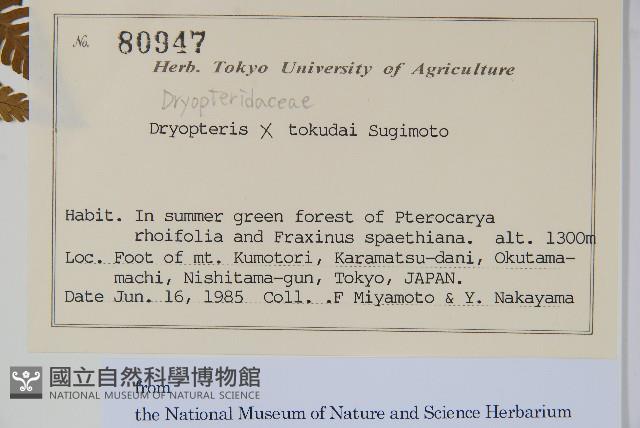 No. 80947
Herb. Tokyo University of Agriculture
Dryopteridaceae
Dryopteris X tokudai Sugimoto
Habit. In summer green forest of Pterocarya
rhoifolia and Fraxinus spaethiana. alt. 1300m
Loc. Foot of mt. Kumotori, Karamatsu-dani, Okutama-
machi, Nishitama-gun, Tokyo, JAPAN.
Date Jun. 16, 1985 Coll. .F Miyamoto & Y. Nakayama
國立自然科學博物館
NATIONAL MUSEUM OF NATURAL SCIENCE
from
the National Museum of Nature and Science Herbarium